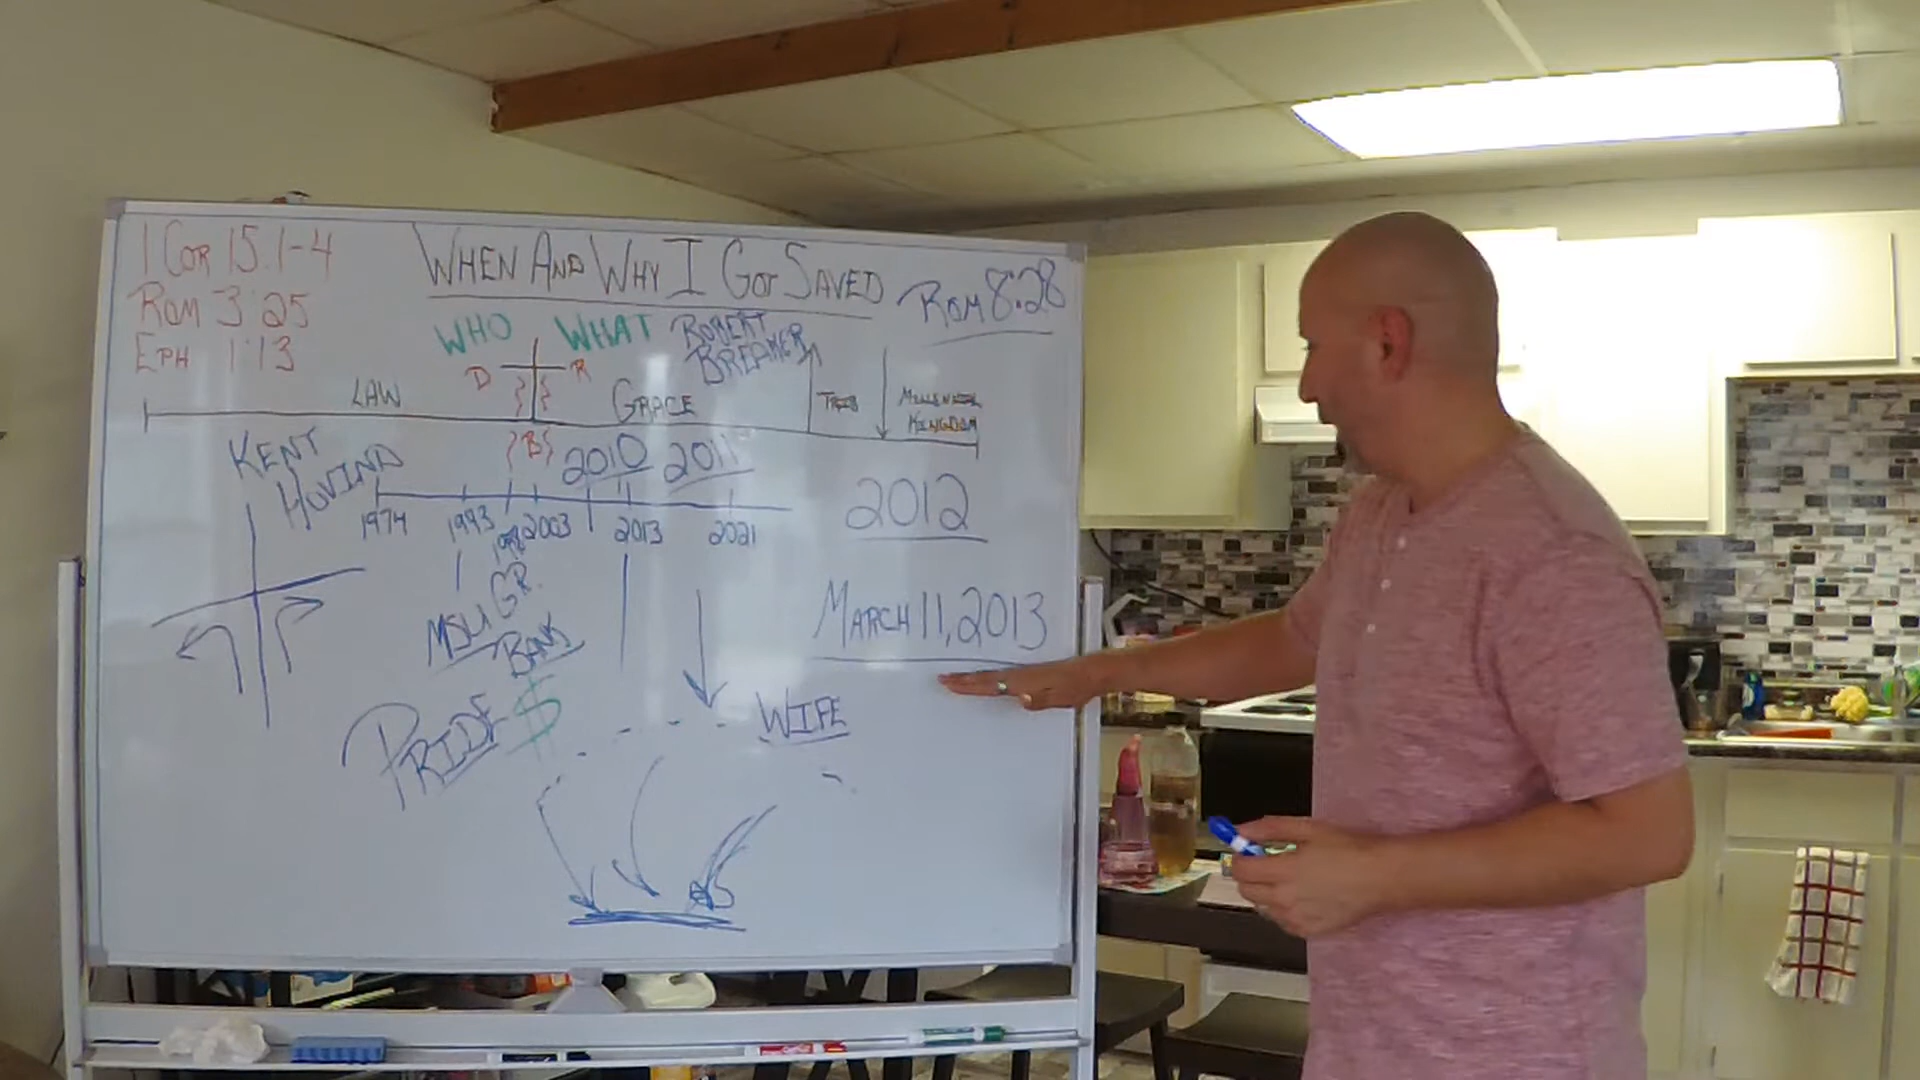 1 COR 15:1-4
ROM 3:25
EPH 1:13
WHEN AND WHY I GOT SAVED
ROM 8:28
WHO WHAT ROBERT
BREAKER
D R
LAW
GRACE
TRIB
KINGDOM
KENT
HOVIND
B
2010 2011
2012
1974 1993 1998 2003 2013 2021
MSU GR.
BANK
MARCH 11, 2013
PRIDE $
WIFE